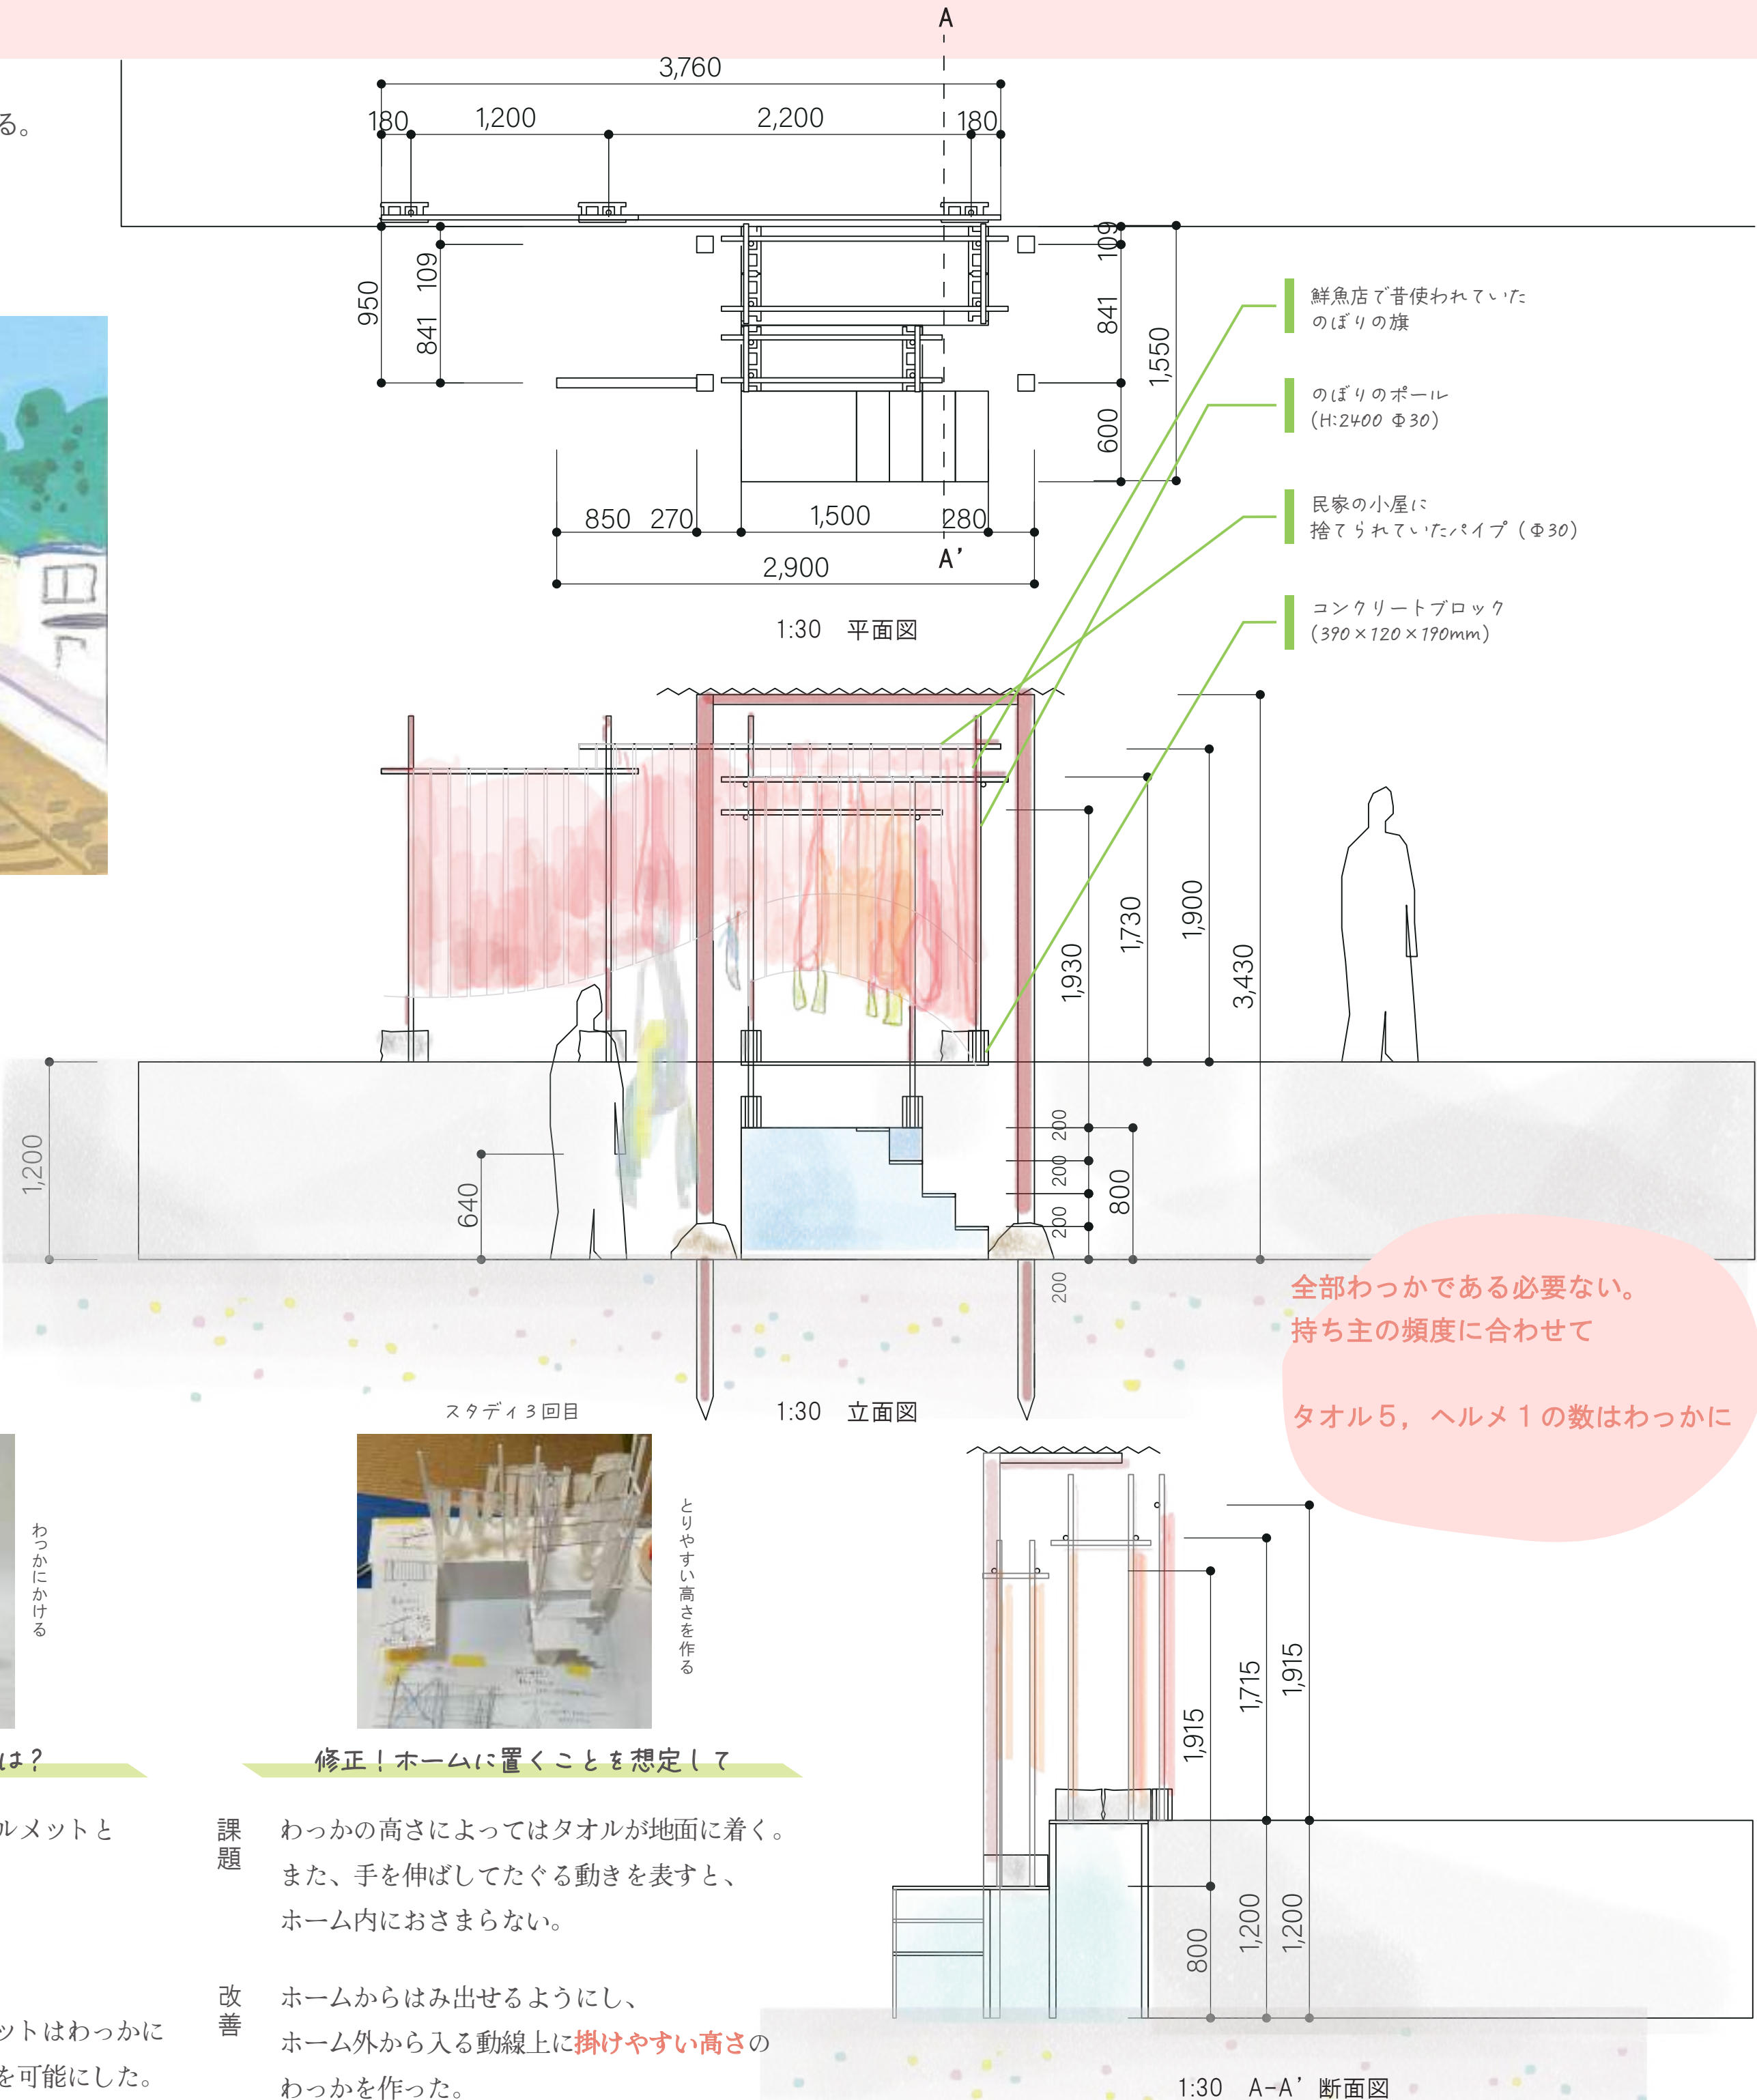 A
3,760
180
1,200
2,200
180
る。
109
950
109
841
841
1,550
600
鮮魚店で昔使われていた
のぼりの旗
のぼりのポール
(H:2400 Φ30)
民家の小屋に
捨てられていたパイプ(Φ30)
コンクリートブロック
(390×120×190mm)
850
270
1,500
280
A’
2,900
1:30 平面図
1,930
1,730
1,900
3,430
1,200
640
200
200
200
200
800
全部わっかである必要ない。
持ち主の頻度に合わせて
タオル5，ヘルメ1の数はわっかに
1:30 立面図
スタディ3回目
わっかにかける
とりやすい高さを作る
1,915
1,715
1,915
800
1,200
1,200
は？
修正！ホームに置くことを想定して
ルメットと
課題
わっかの高さによってはタオルが地面に着く。
また、手を伸ばしてたぐる動きを表すと、
ホーム内におさまらない。
ットはわっかに
を可能にした。
改善
ホームからはみ出せるようにし、
ホーム外から入る動線上に掛けやすい高さの
わっかを作った。
1:30 A-A’ 断面図